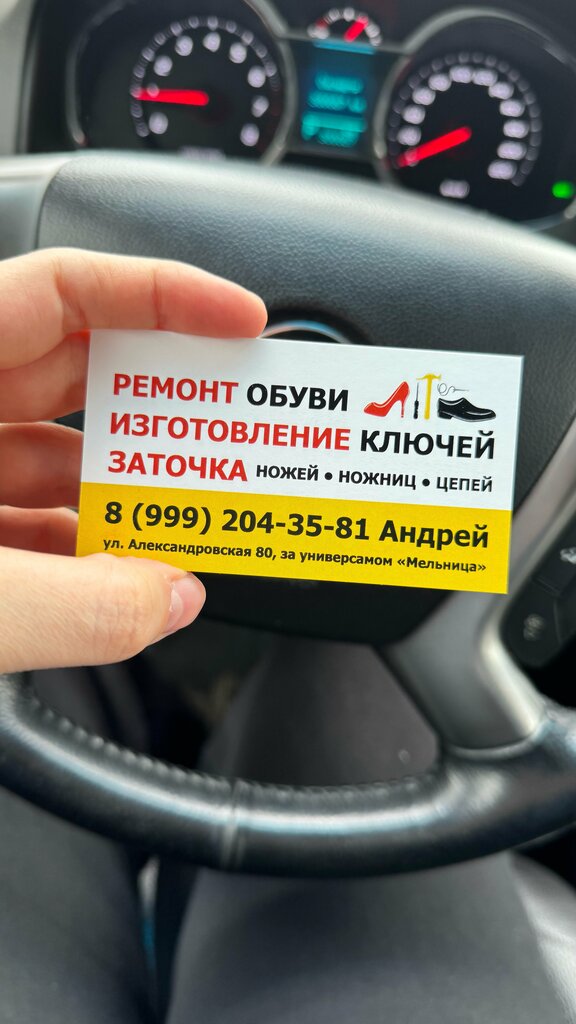 РЕМОНТ ОБУВИ
ИЗГОТОВЛЕНИЕ КЛЮЧЕЙ
ЗАТОЧКА НОЖЕЙ • НОЖНИЦ • ЦЕПЕЙ
8 (999) 204-35-81 Андрей
ул. Александровская 80, за универсамом «Мельница»